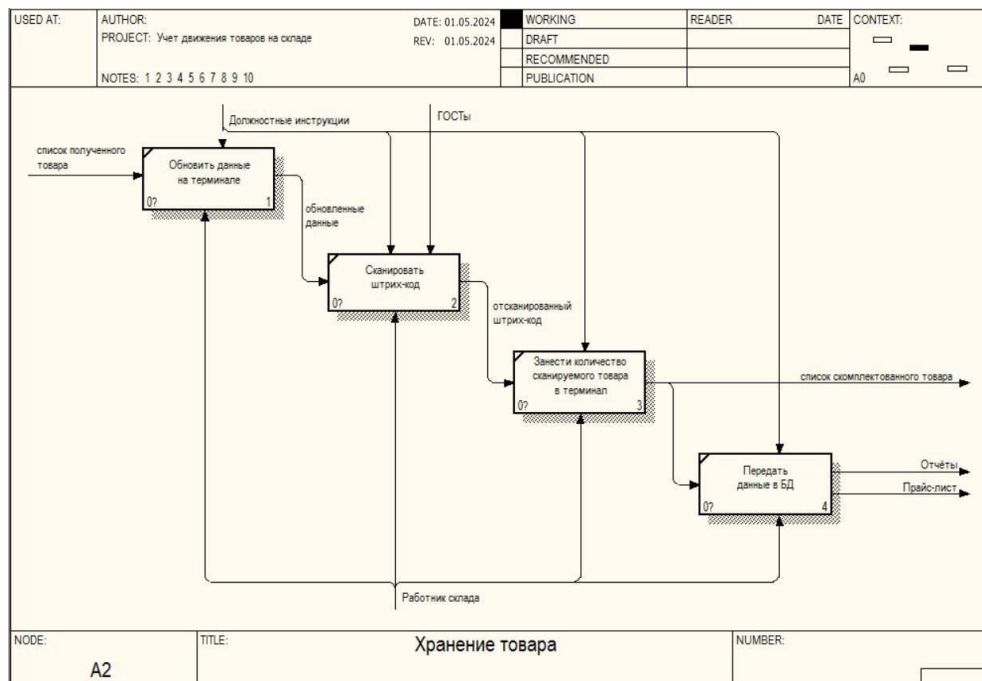 USED AT:
AUTHOR:
DATE: 01.05.2024
WORKING
READER
DATE
CONTEXT:
PROJECT: Учет движения товаров на складе
REV: 01.05.2024
DRAFT
RECOMMENDED
NOTES: 1 2 3 4 5 6 7 8 9 10
PUBLICATION
A0
Должностные инструкции
ГОСТы
список полученного
товара
Обновить данные
на терминале
0?
1
обновленные
данные
Сканировать
штрих-код
0?
2
отсканированный
штрих-код
Занести количество
сканируемого товара
в терминал
0?
3
список скомплектованного товара
Передать
данные в БД
0?
4
Отчёты
Прайс-лист
Работник склада
NODE:
A2
TITLE:
Хранение товара
NUMBER: